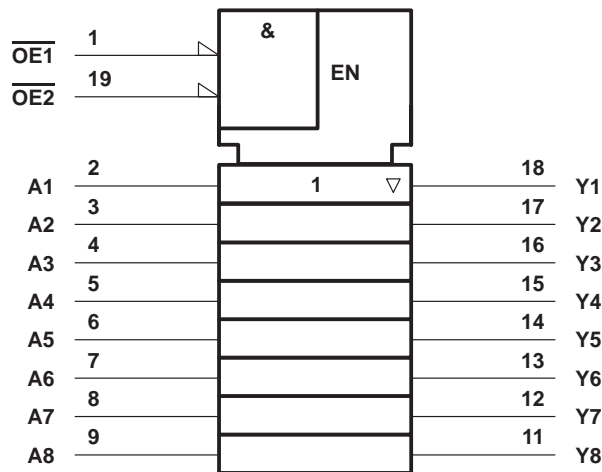 &
OE1 1
19
OE2
EN
A1 2 1 ▽ 18 Y1
A2 3 17 Y2
A3 4 16 Y3
A4 5 15 Y4
A5 6 14 Y5
A6 7 13 Y6
A7 8 12 Y7
A8 9 11 Y8